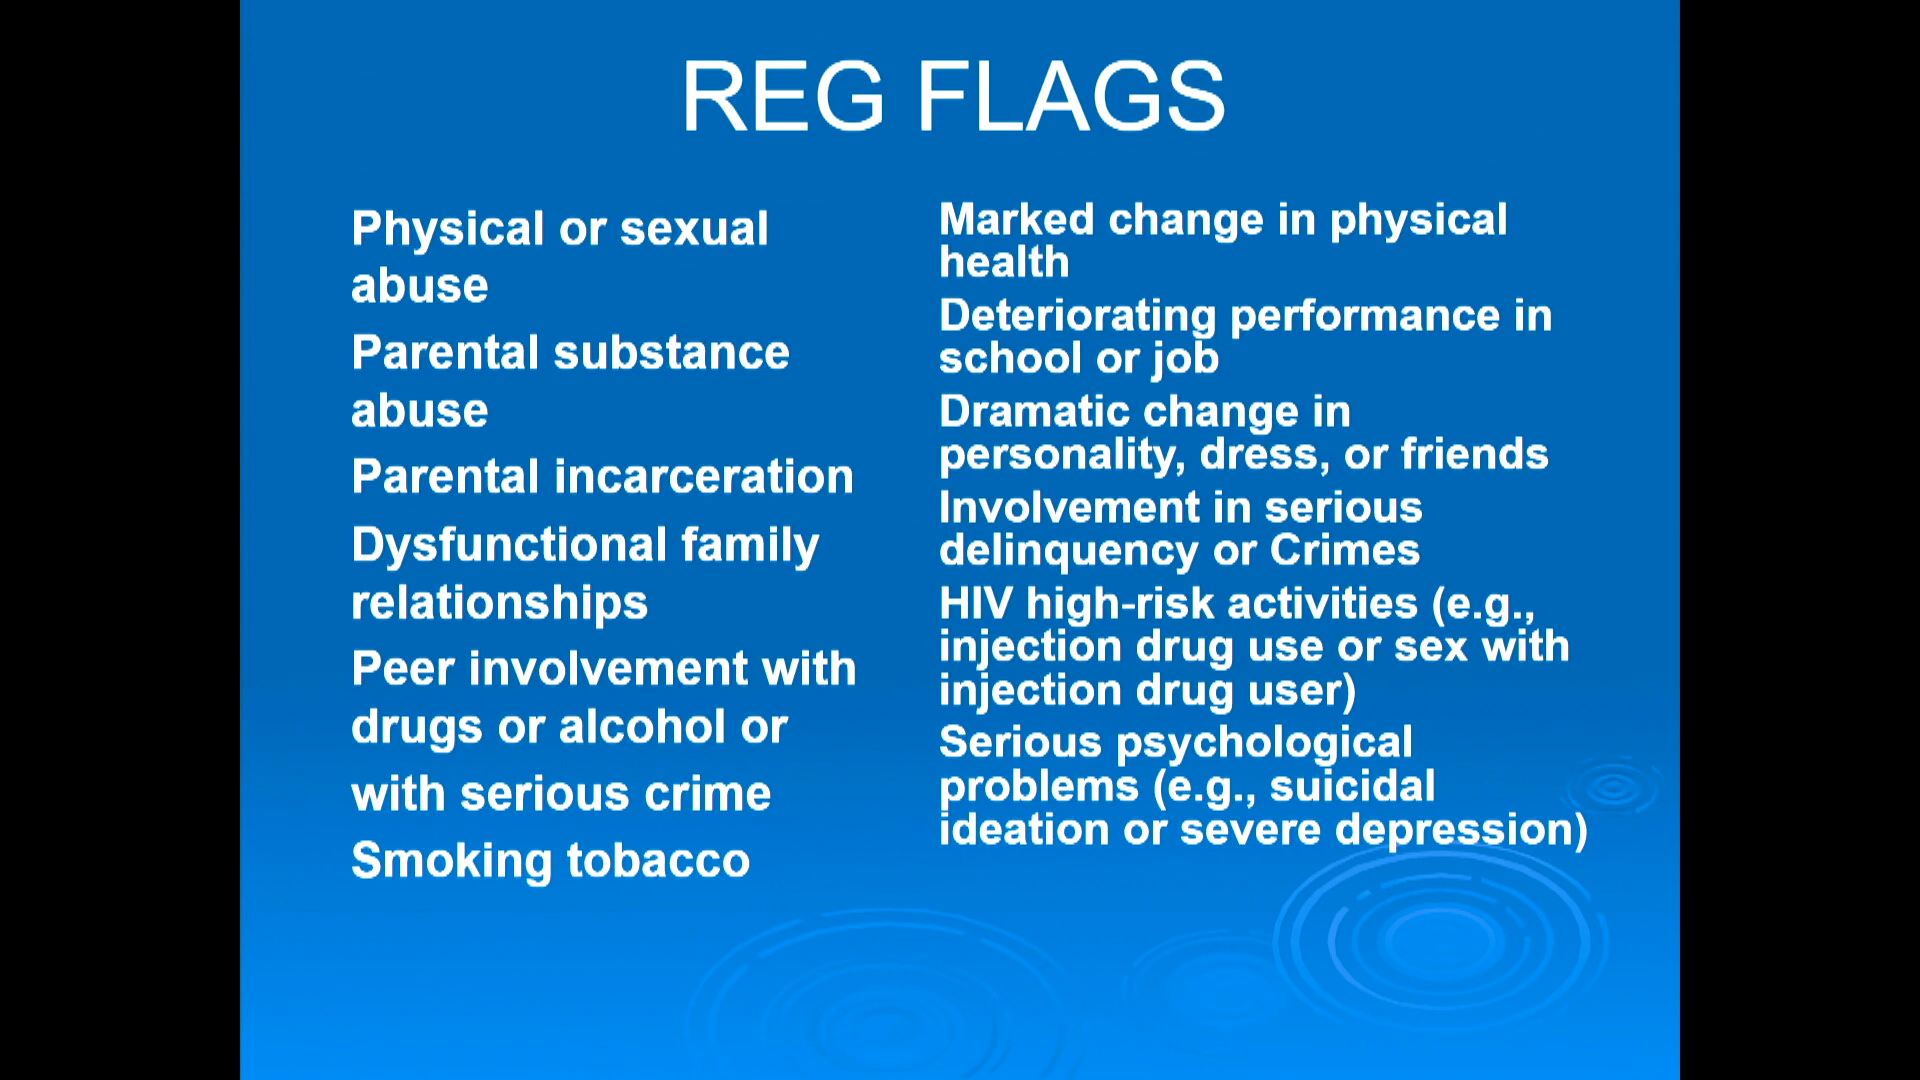 REG FLAGS
Physical or sexual
abuse
Parental substance
abuse
Parental incarceration
Dysfunctional family
relationships
Peer involvement with
drugs or alcohol or
with serious crime
Smoking tobacco
Marked change in physical
health
Deteriorating performance in
school or job
Dramatic change in
personality, dress, or friends
Involvement in serious
delinquency or Crimes
HIV high-risk activities (e.g.,
injection drug use or sex with
injection drug user)
Serious psychological
problems (e.g., suicidal
ideation or severe depression)